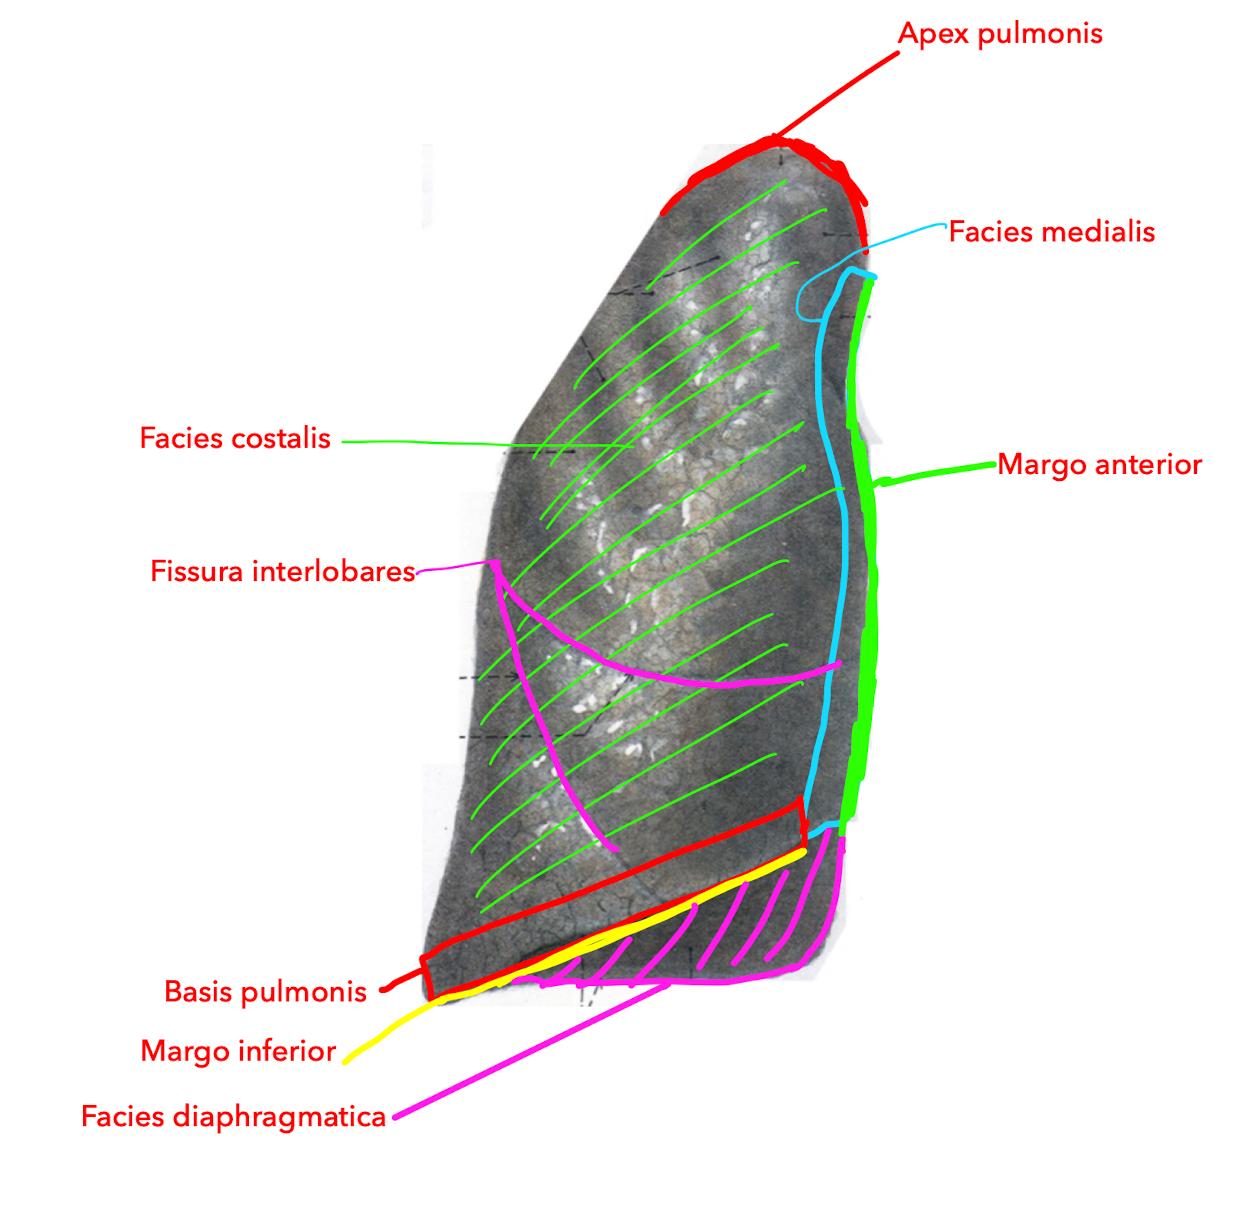 Apex pulmonis
Facies medialis
Facies costalis
Margo anterior
Fissura interlobares
Basis pulmonis
Margo inferior
Facies diaphragmatica